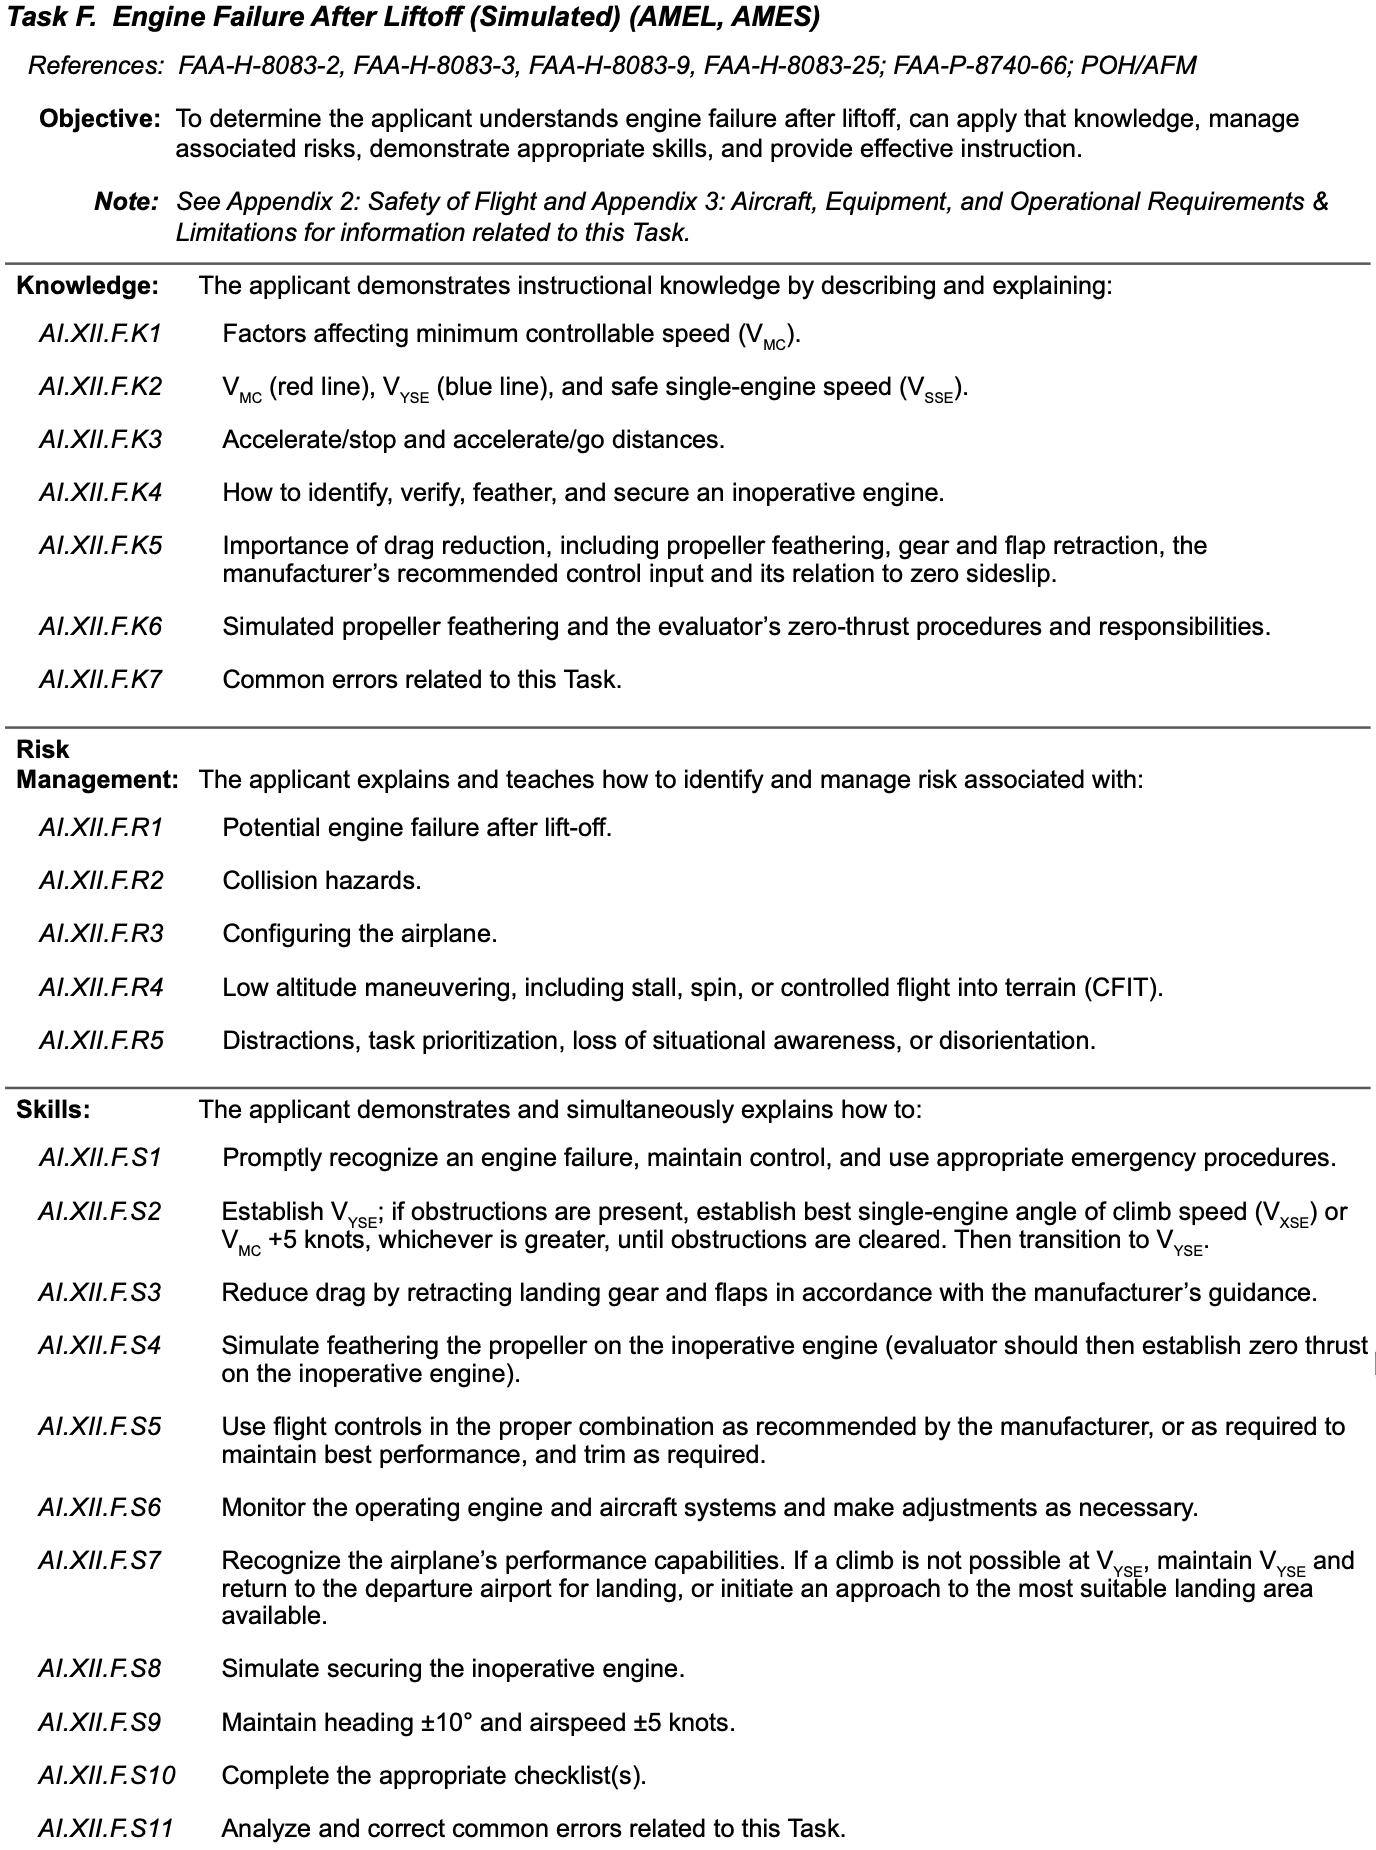 Task F. Engine Failure After Liftoff (Simulated) (AMEL, AMES)
References: FAA-H-8083-2, FAA-H-8083-3, FAA-H-8083-9, FAA-H-8083-25; FAA-P-8740-66; POH/AFM
Objective: To determine the applicant understands engine failure after liftoff, can apply that knowledge, manage
associated risks, demonstrate appropriate skills, and provide effective instruction.
Note: See Appendix 2: Safety of Flight and Appendix 3: Aircraft, Equipment, and Operational Requirements &
Limitations for information related to this Task.
Knowledge: The applicant demonstrates instructional knowledge by describing and explaining:
AI.XII.F.K1 Factors affecting minimum controllable speed (VMC).
AI.XII.F.K2 VMC (red line), VYSE (blue line), and safe single-engine speed (VSSE).
AI.XII.F.K3 Accelerate/stop and accelerate/go distances.
AI.XII.F.K4 How to identify, verify, feather, and secure an inoperative engine.
AI.XII.F.K5 Importance of drag reduction, including propeller feathering, gear and flap retraction, the
manufacturer's recommended control input and its relation to zero sideslip.
AI.XII.F.K6 Simulated propeller feathering and the evaluator's zero-thrust procedures and responsibilities.
AI.XII.F.K7 Common errors related to this Task.
Risk
Management: The applicant explains and teaches how to identify and manage risk associated with:
AI.XII.F.R1 Potential engine failure after lift-off.
AI.XII.F.R2 Collision hazards.
AI.XII.F.R3 Configuring the airplane.
AI.XII.F.R4 Low altitude maneuvering, including stall, spin, or controlled flight into terrain (CFIT).
AI.XII.F.R5 Distractions, task prioritization, loss of situational awareness, or disorientation.
Skills: The applicant demonstrates and simultaneously explains how to:
AI.XII.F.S1 Promptly recognize an engine failure, maintain control, and use appropriate emergency procedures.
AI.XII.F.S2 Establish VYSE; if obstructions are present, establish best single-engine angle of climb speed (VXSE) or
VMC +5 knots, whichever is greater, until obstructions are cleared. Then transition to VYSE.
AI.XII.F.S3 Reduce drag by retracting landing gear and flaps in accordance with the manufacturer's guidance.
AI.XII.F.S4 Simulate feathering the propeller on the inoperative engine (evaluator should then establish zero thrust
on the inoperative engine).
AI.XII.F.S5 Use flight controls in the proper combination as recommended by the manufacturer, or as required to
maintain best performance, and trim as required.
AI.XII.F.S6 Monitor the operating engine and aircraft systems and make adjustments as necessary.
AI.XII.F.S7 Recognize the airplane's performance capabilities. If a climb is not possible at VYSE, maintain VYSE and
return to the departure airport for landing, or initiate an approach to the most suitable landing area
available.
AI.XII.F.S8 Simulate securing the inoperative engine.
AI.XII.F.S9 Maintain heading ±10° and airspeed ±5 knots.
AI.XII.F.S10 Complete the appropriate checklist(s).
AI.XII.F.S11 Analyze and correct common errors related to this Task.